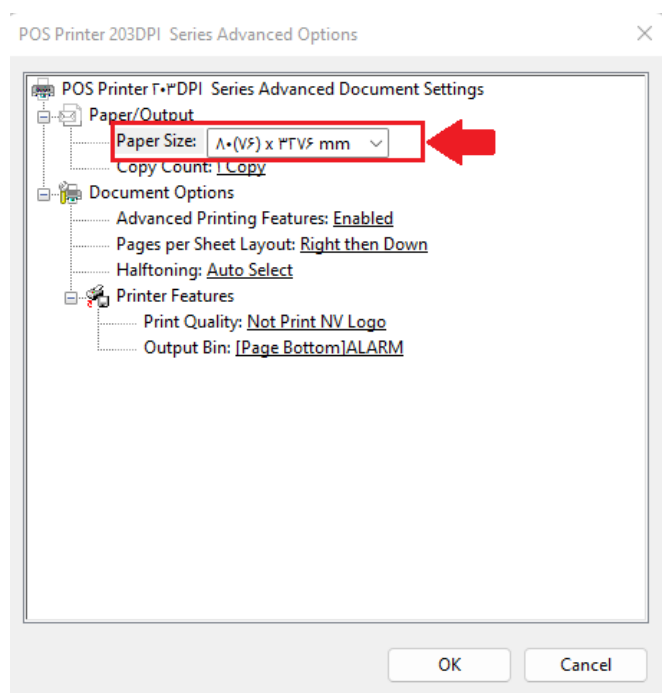 POS Printer 203DPI Series Advanced Options
POS Printer ۲۰۳DPI Series Advanced Document Settings
Paper/Output
Paper Size: ۸۰(۷۶) x ۳۲۷۶ mm
Copy Count: ۱ Copy
Document Options
Advanced Printing Features: Enabled
Pages per Sheet Layout: Right then Down
Halftoning: Auto Select
Printer Features
Print Quality: Not Print NV Logo
Output Bin: [Page Bottom]ALARM
OK Cancel